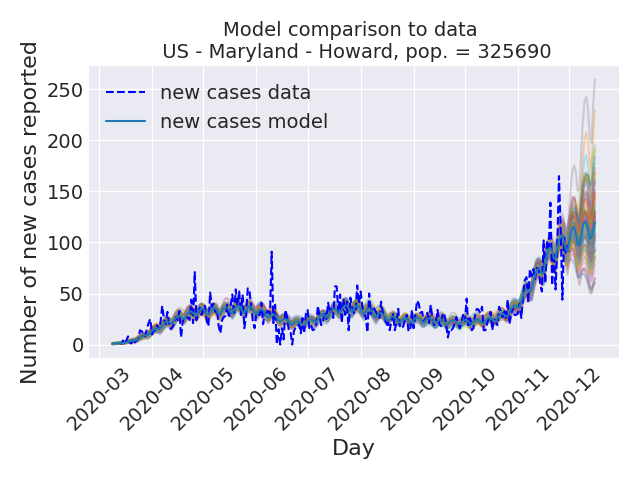 Model comparison to data
US - Maryland - Howard, pop. = 325690
Number of new cases reported
250
200
150
100
50
0
new cases data
new cases model
2020-03
2020-04
2020-05
2020-06
2020-07
2020-08
2020-09
2020-10
2020-11
2020-12
Day